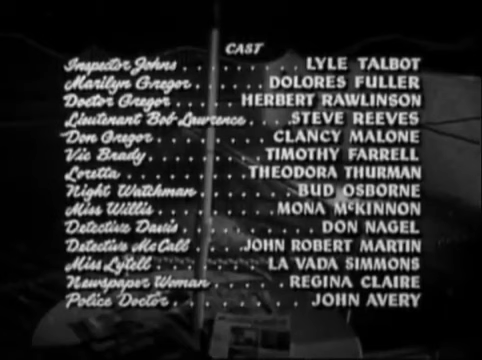 CAST
Inspector Johns . . . . . . . . . LYLE TALBOT
Marilyn Gregor . . . . . . DOLORES FULLER
Doctor Gregor . . . . . HERBERT RAWLINSON
Lieutenant Bob Lawrence . . . . STEVE REEVES
Don Gregor . . . . . . . . . CLANCY MALONE
Vic Brady . . . . . . . . . TIMOTHY FARRELL
Loretta . . . . . . . . . THEODORA THURMAN
Night Watchman . . . . . . . . BUD OSBORNE
Miss Willis . . . . . . . . . MONA McKINNON
Detective Davis . . . . . . . . . . DON NAGEL
Detective McCall . . . . JOHN ROBERT MARTIN
Miss Lytell . . . . . . . . LA VADA SIMMONS
Newspaper Woman . . . . . . REGINA CLAIRE
Police Doctor . . . . . . . . . . JOHN AVERY